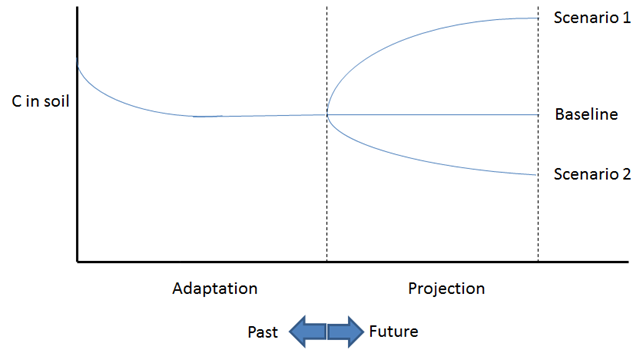 Scenario 1
C in soil
Baseline
Scenario 2
Adaptation
Projection
Past
Future